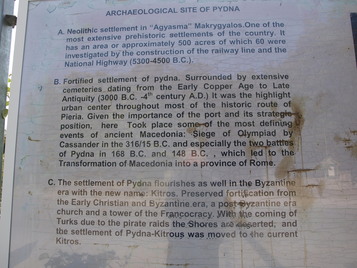 ARCHAEOLOGICAL SITE OF PYDNA
A. Neolithic settlement in "Agyasma" Makrygyalos.One of the
most extensive prehistoric settlements of the country. It
has an area or approximately 500 acres of which 60 were
investigated by the construction of the railway line and the
National Highway (5300-4500 B.C.).
B. Fortified settlement of pydna. Surrounded by extensive
cemeteries dating from the Early Copper Age to Late
Antiquity (3000 B.C. -4th century A.D.) It was the highlight
urban center throughout most of the historic route of
Pieria. Given the importance of the port and its strategic
position, here Took place some of the most defining
events of ancient Macedonia: Siege of Olympiad by
Cassander in the 316/15 B.C. and especially the two battles
of Pydna in 168 B.C. and 148 B.C. , which led to the
Transformation of Macedonia into a province of Rome.
C. The settlement of Pydna flourishes as well in the Byzantine
era with the new name: Kitros. Preserved fortification from
the Early Christian and Byzantine era, a post Byzantine era
church and a tower of the Francocracy. With the coming of
Turks due to the pirate raids the Shores are deserted, and
the settlement of Pydna-Kitrous was moved to the current
Kitros.